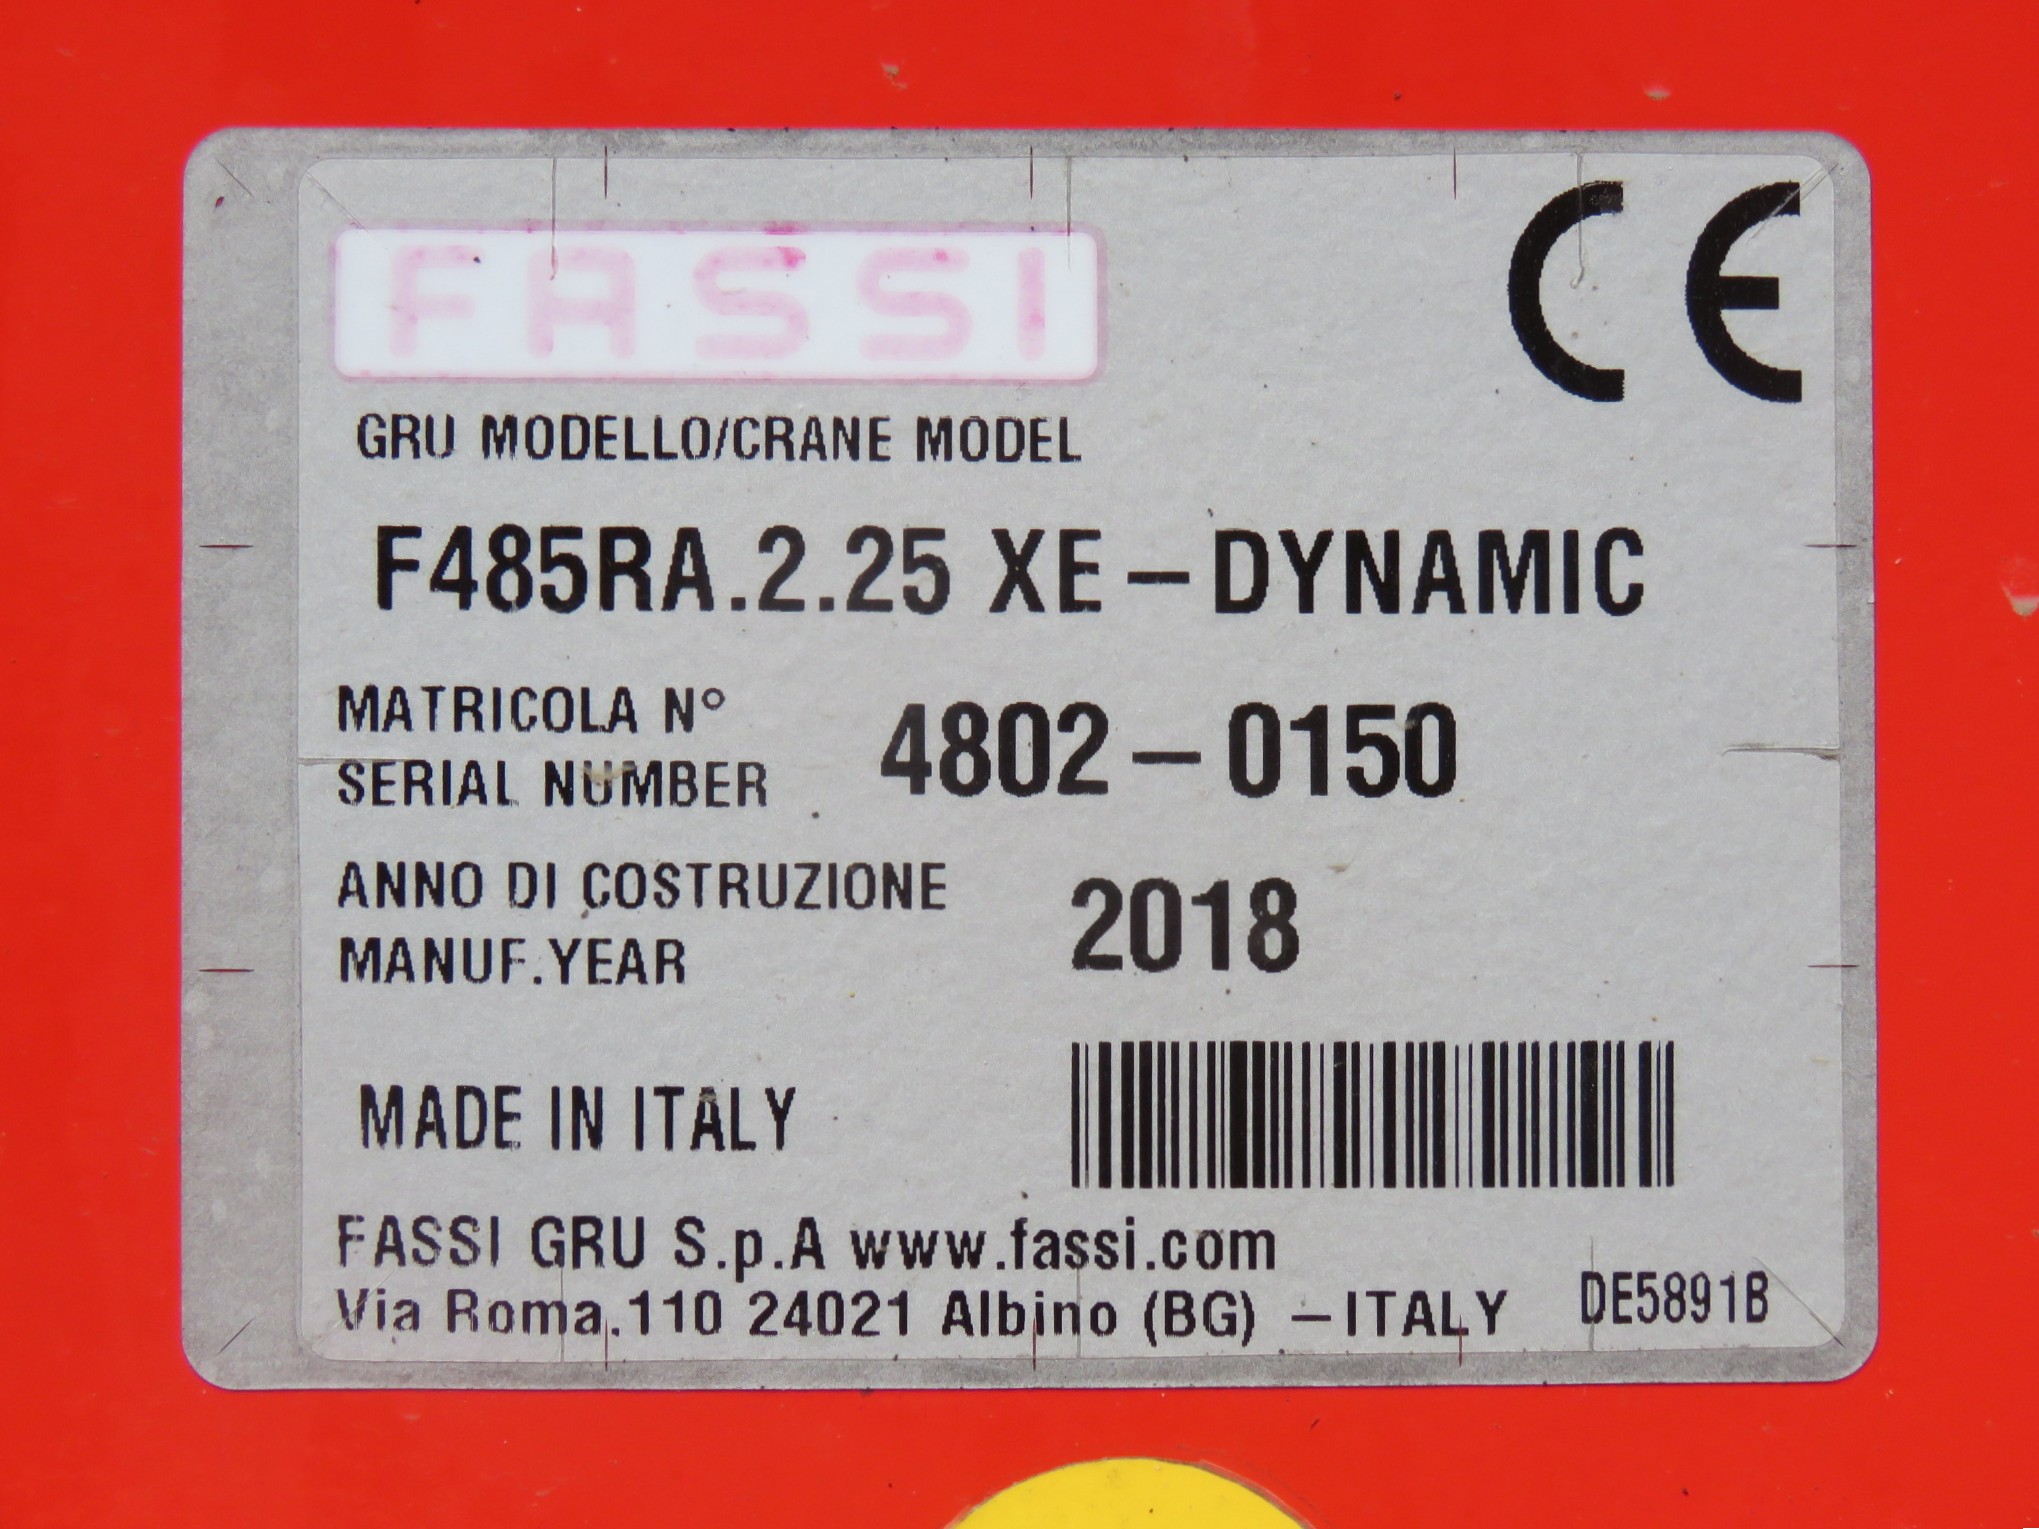 FASSI
CE
GRU MODELLO/CRANE MODEL
F485RA.2.25 XE-DYNAMIC
MATRICOLA N°
SERIAL NUMBER
4802-0150
ANNO DI COSTRUZIONE
MANUF.YEAR
2018
MADE IN ITALY
FASSI GRU S.p.A www.fassi.com
Via Roma,110 24021 Albino (BG) -ITALY
DE5891B